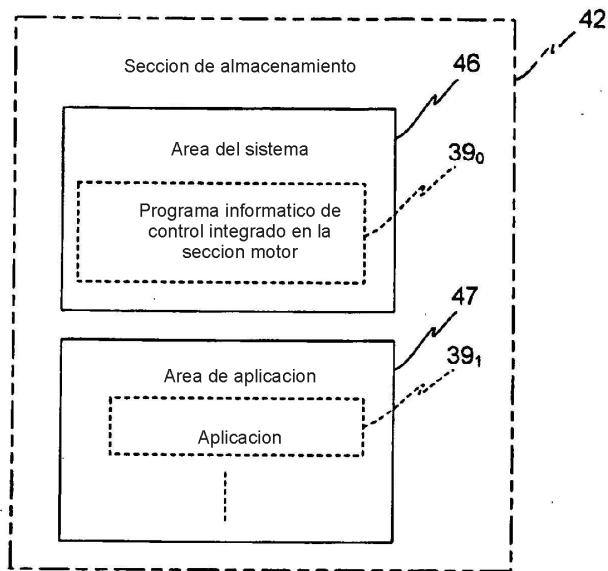 42
Seccion de almacenamiento
46
Area del sistema
39₀
Programa informatico de
control integrado en la
seccion motor
47
39₁
Area de aplicacion
Aplicacion